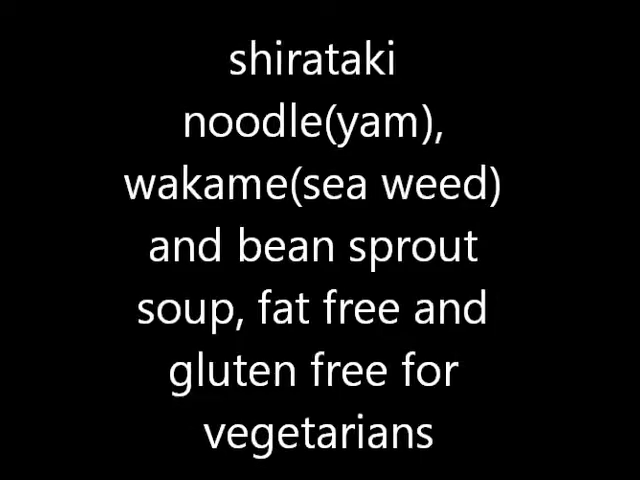 shirataki
noodle(yam),
wakame(sea weed)
and bean sprout
soup, fat free and
gluten free for
vegetarians